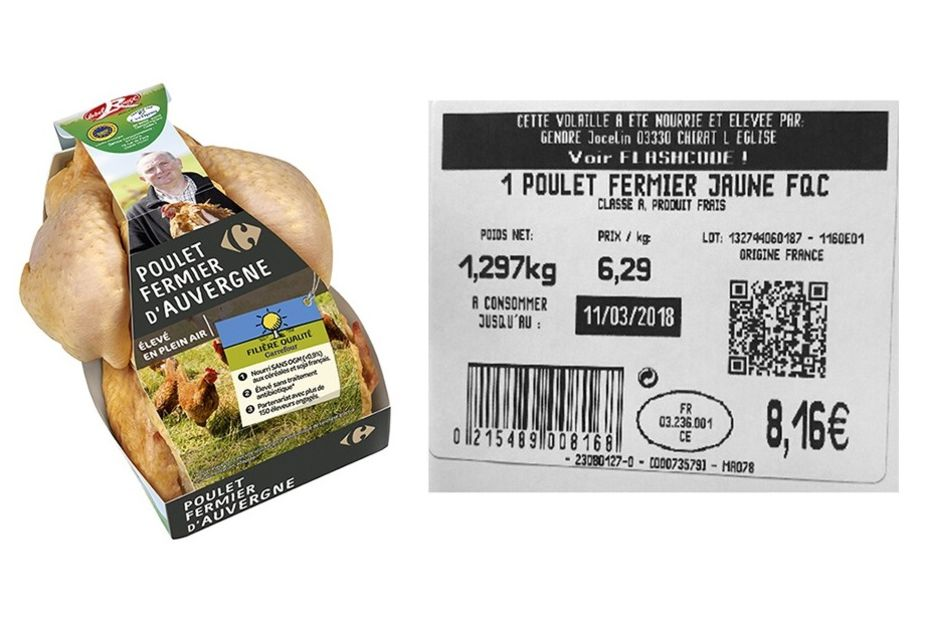 Label Rouge
POULET
FERMIER
D'AUVERGNE
ÉLEVÉ
EN PLEIN AIR
FILIÈRE QUALITÉ
Carrefour
1 Nourri SANS OGM (<0,9%)
aux céréales et soja français.
2 Élevé sans traitement
antibiotique*
3 Partenariat avec plus de
150 éleveurs engagés.
POULET
FERMIER
D'AUVERGNE
CETTE VOLAILLE A ETE NOURRIE ET ELEVEE PAR:
GENDRE Jocelin 03330 CHIRAT L EGLISE
Voir FLASHCODE !
1 POULET FERMIER JAUNE FQC
CLASSE A, PRODUIT FRAIS
POIDS NET: PRIX / kg: LOT: 132744060187 - 1160E01
ORIGINE FRANCE
1,297kg 6,29
A CONSOMMER
JUSQU'AU : 11/03/2018
FR
03.236.001
CE
8,16€
0 215489 008168
- 23080127-0 - (000073579) - MA078